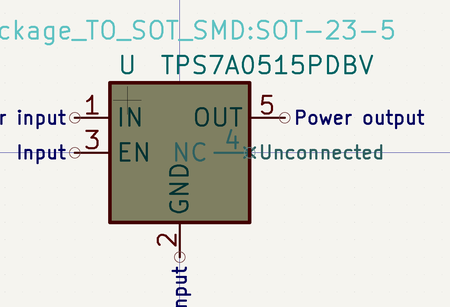 ckage_TO_SOT_SMD:SOT-23-5
U TPS7A0515PDBV
r input 1 IN OUT 5 Power output
Input 3 EN NC 4 Unconnected
GND
2
nput